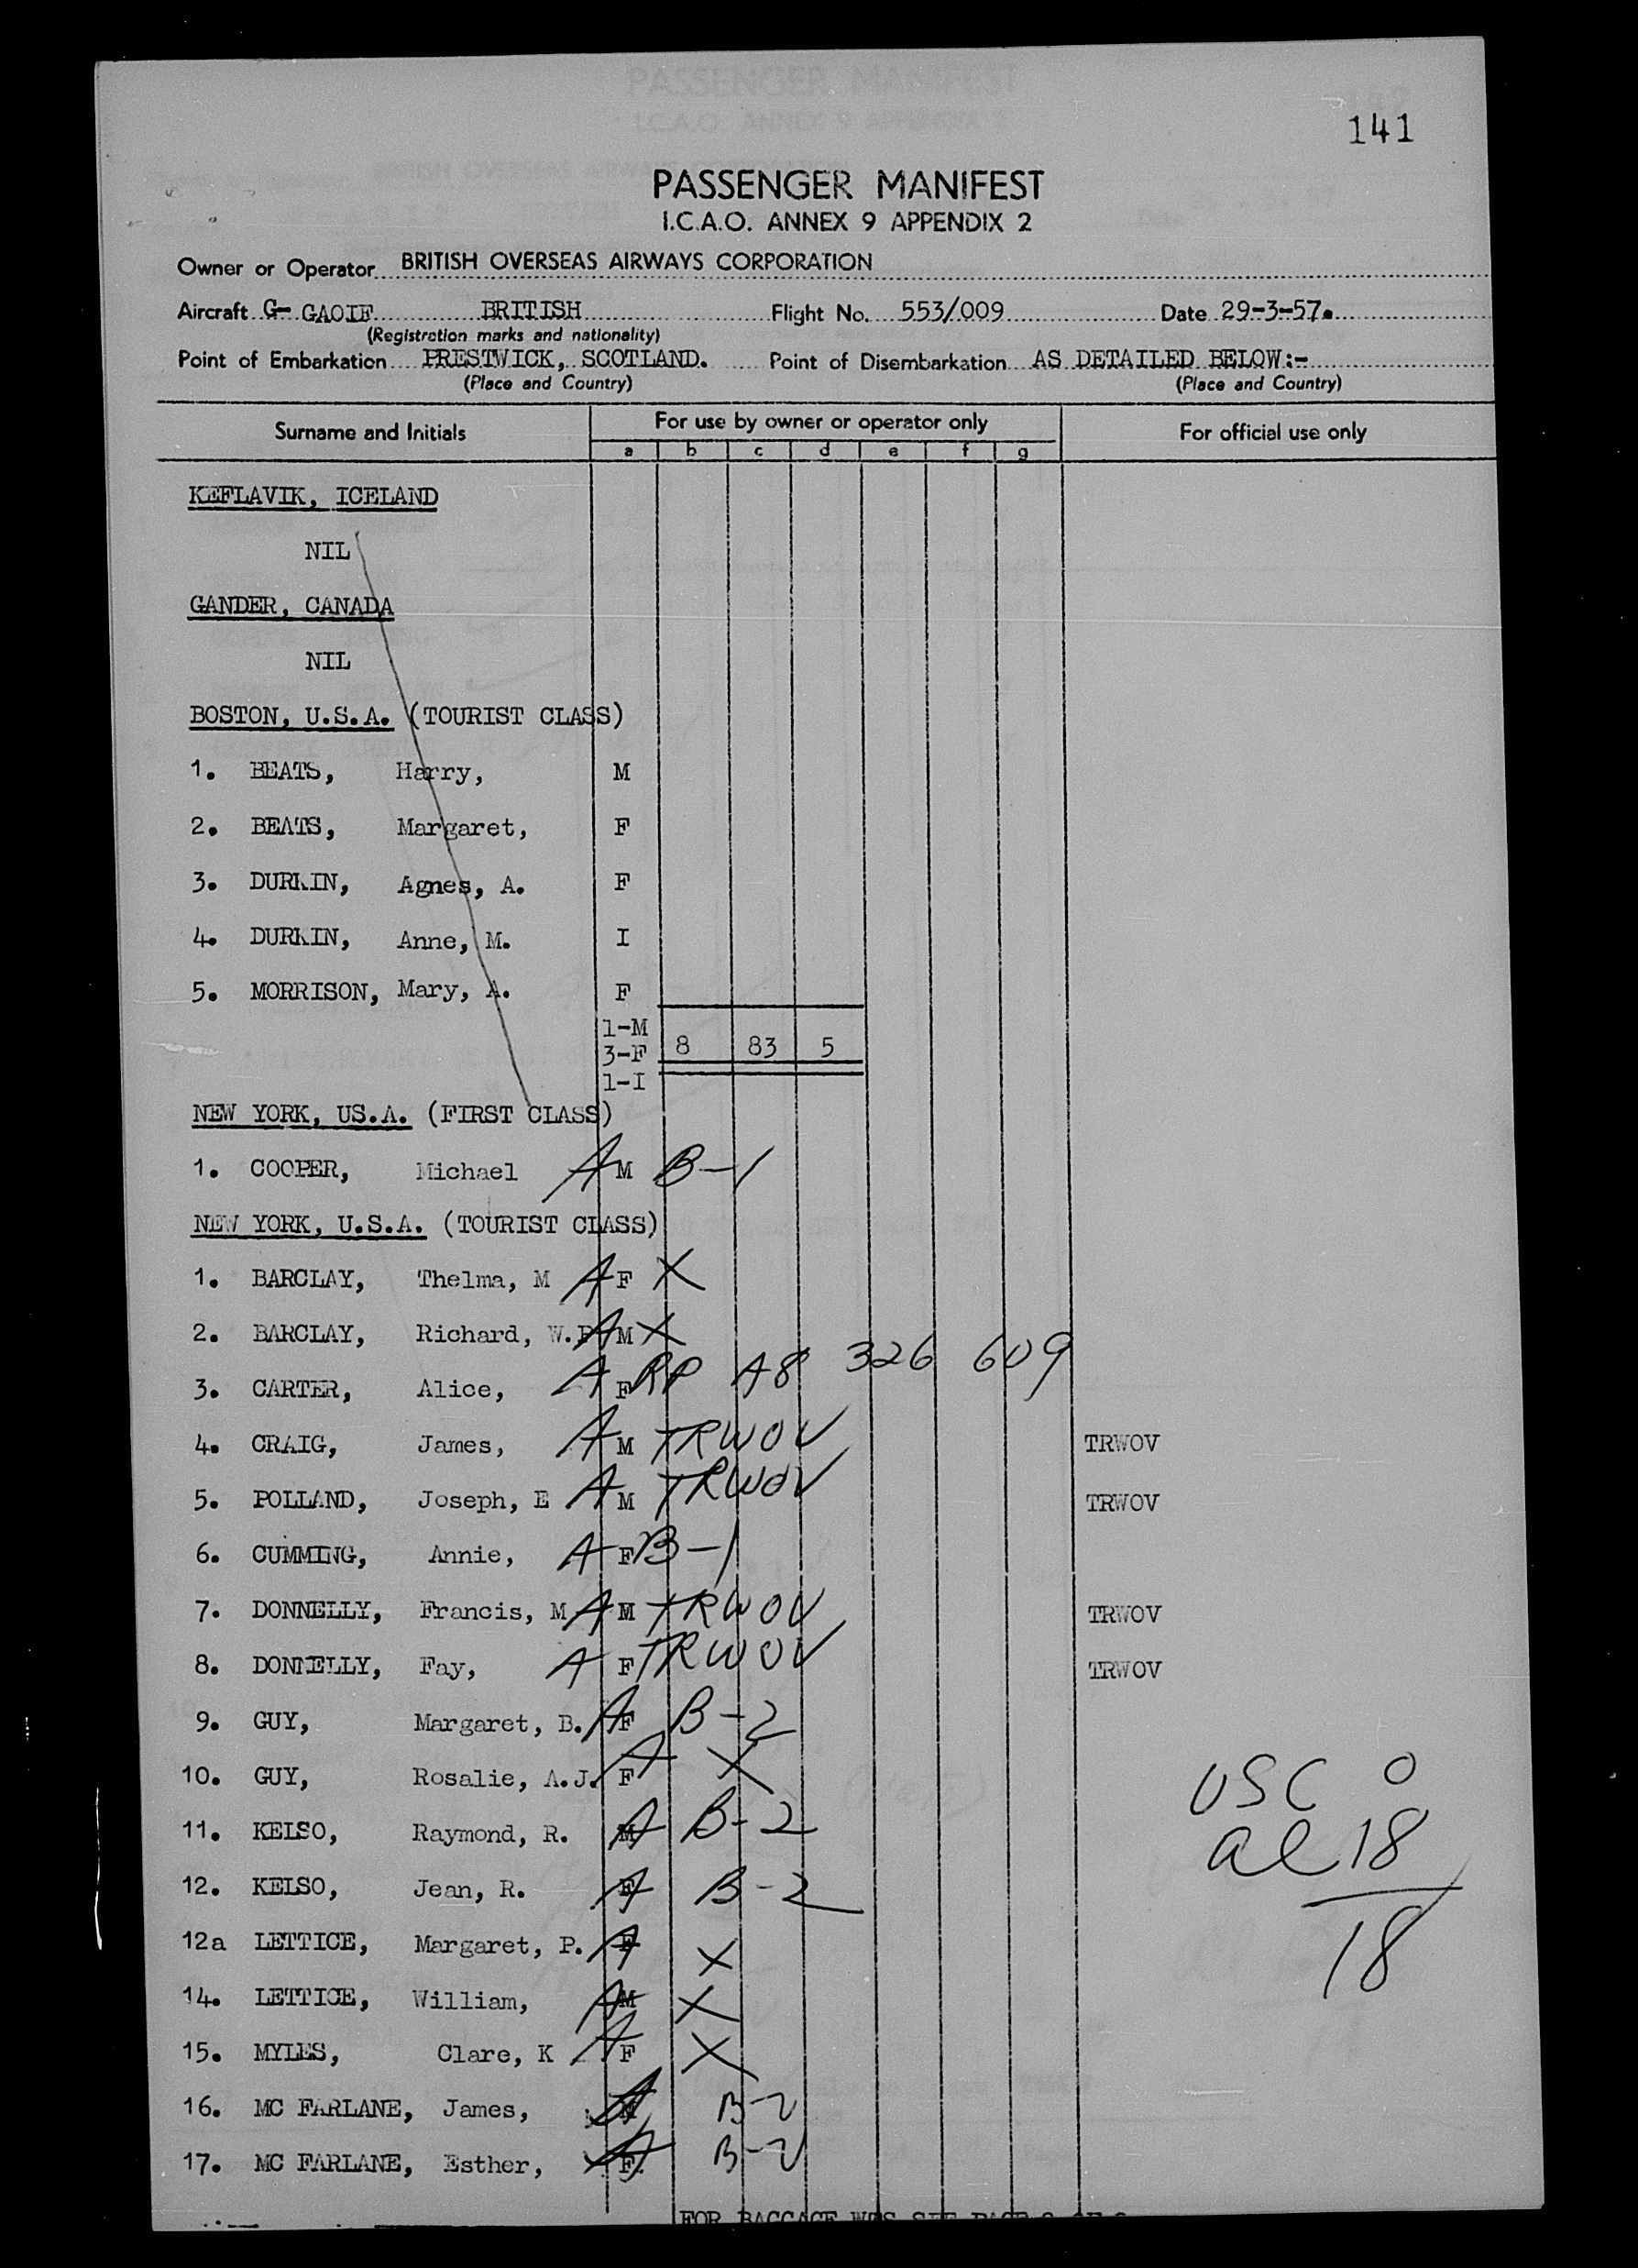 141
PASSENGER MANIFEST
I.C.A.O. ANNEX 9 APPENDIX 2
Owner or Operator BRITISH OVERSEAS AIRWAYS CORPORATION
Aircraft G- GAOIF BRITISH Flight No. 553/009 Date 29-3-57.
(Registration marks and nationality)
Point of Embarkation PRESTWICK, SCOTLAND. Point of Disembarkation AS DETAILED BELOW:-
(Place and Country) (Place and Country)
Surname and Initials For use by owner or operator only For official use only
a b c d e f g
KEFLAVIK, ICELAND
NIL
GANDER, CANADA
NIL
BOSTON, U.S.A. (TOURIST CLASS)
1. BEATS, Harry, M
2. BEATS, Margaret, F
3. DURKIN, Agnes, A. F
4. DURKIN, Anne, M. I
5. MORRISON, Mary, A. F
1-M
3-F 8 83 5
1-I
NEW YORK, US.A. (FIRST CLASS)
1. COOPER, Michael A M B-1
NEW YORK, U.S.A. (TOURIST CLASS)
1. BARCLAY, Thelma, M A F X
2. BARCLAY, Richard, W. A M X
3. CARTER, Alice, A F RP A8 326 609
4. CRAIG, James, A M TRWOV TRWOV
5. POLLAND, Joseph, E A M TRWOV TRWOV
6. CUMMING, Annie, A F B-1
7. DONNELLY, Francis, M A M TRWOV TRWOV
8. DONNELLY, Fay, A F TRWOV TRWOV
9. GUY, Margaret, B. A F B-2
10. GUY, Rosalie, A.J. A F X
11. KELSO, Raymond, R. A M B-2
12. KELSO, Jean, R. A F B-2
12a LETTICE, Margaret, P. A F X
14. LETTICE, William, A M X
15. MYLES, Clare, K A F X
16. MC FARLANE, James, A M B-2
17. MC FARLANE, Esther, A F. B-2
USC 0
al 18
18
FOR BAGGAGE WTS SEE PAGE